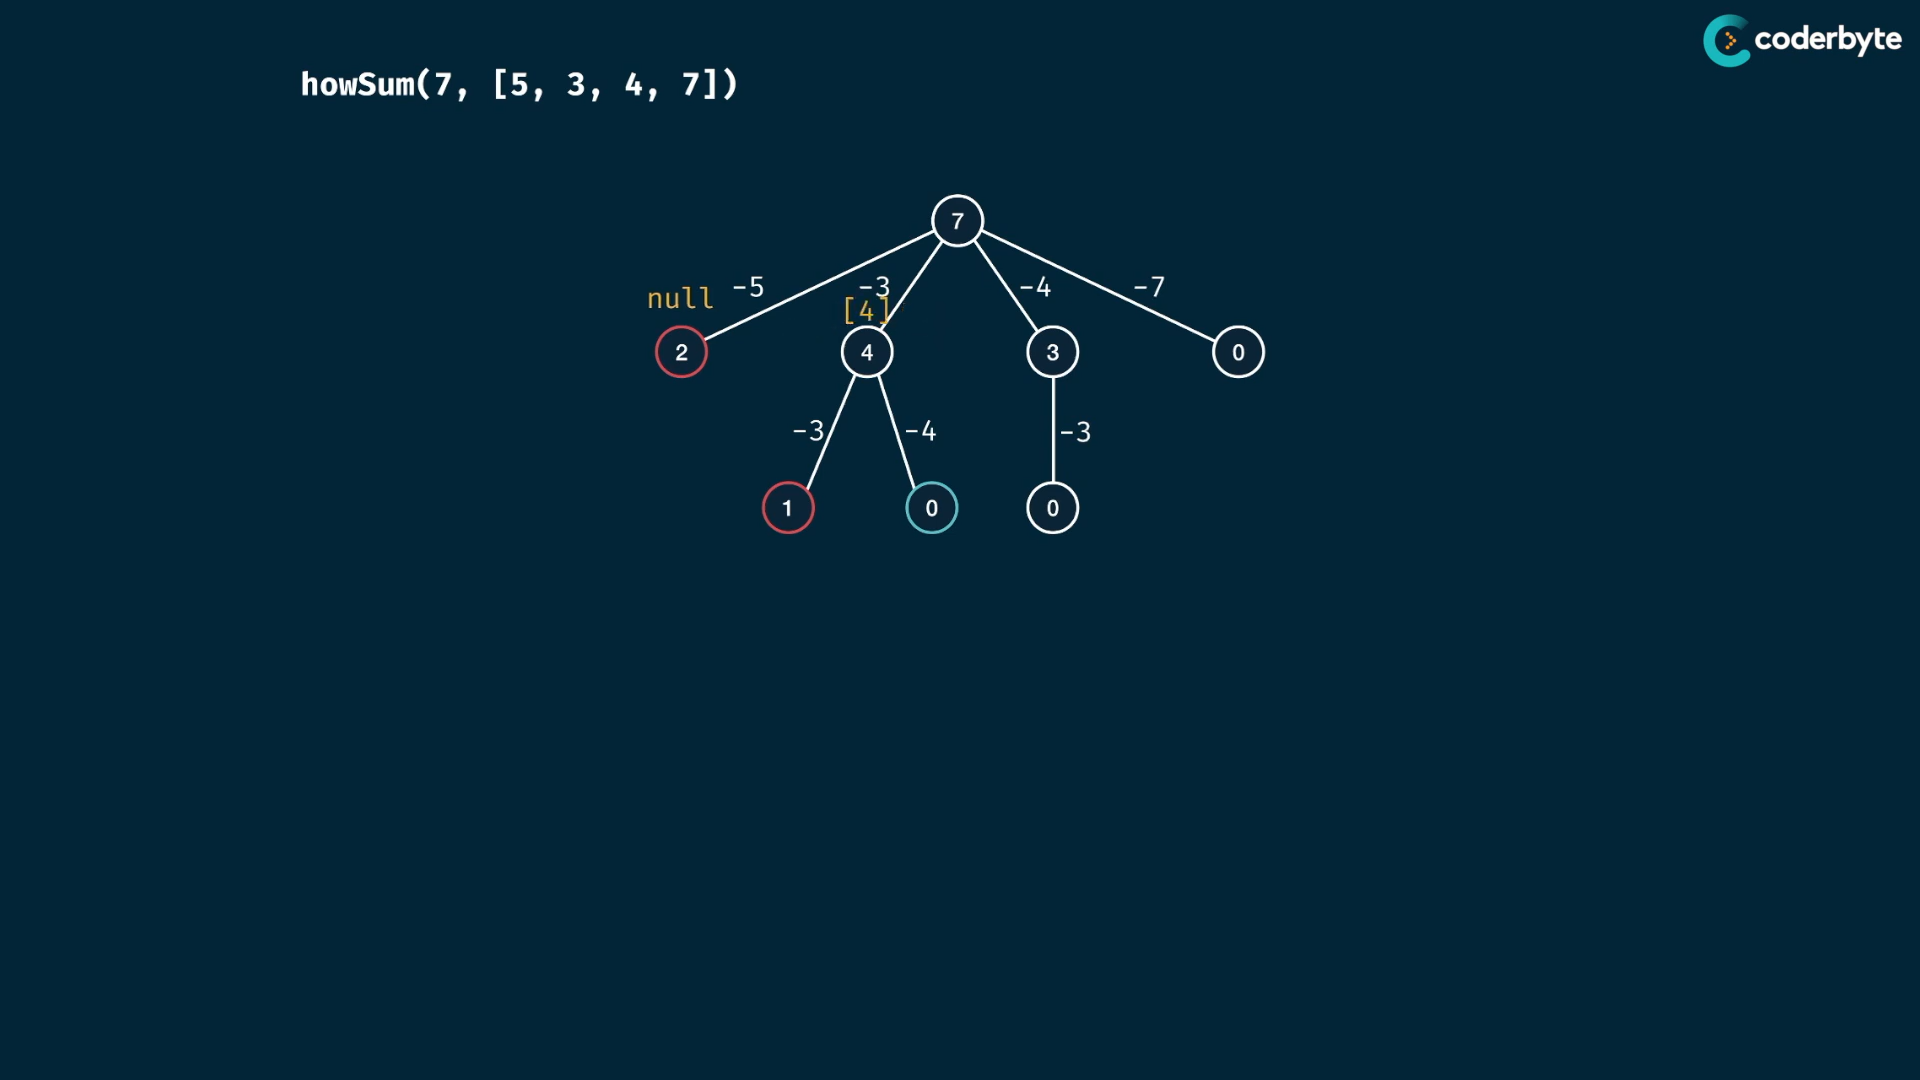 coderbyte
howSum(7, [5, 3, 4, 7])
7
null -5 -3 -4 -7
[4]
2 4 3 0
-3 -4 -3
1 0 0